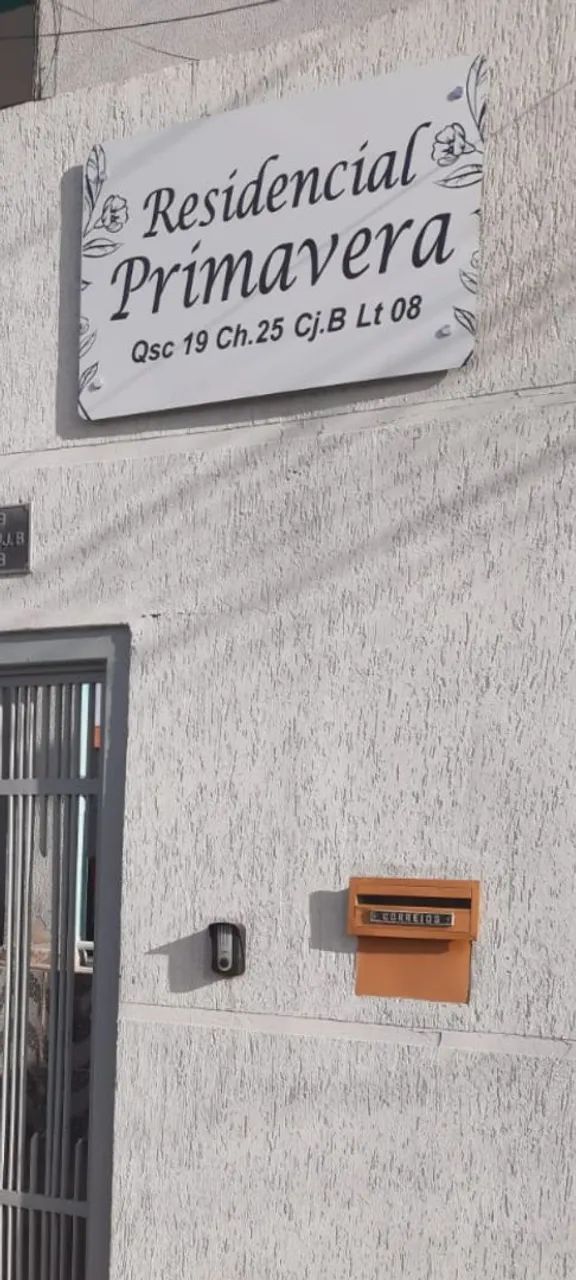 Residencial
Primavera
Qsc 19 Ch.25 Cj.B Lt 08
J.B
CORREIOS